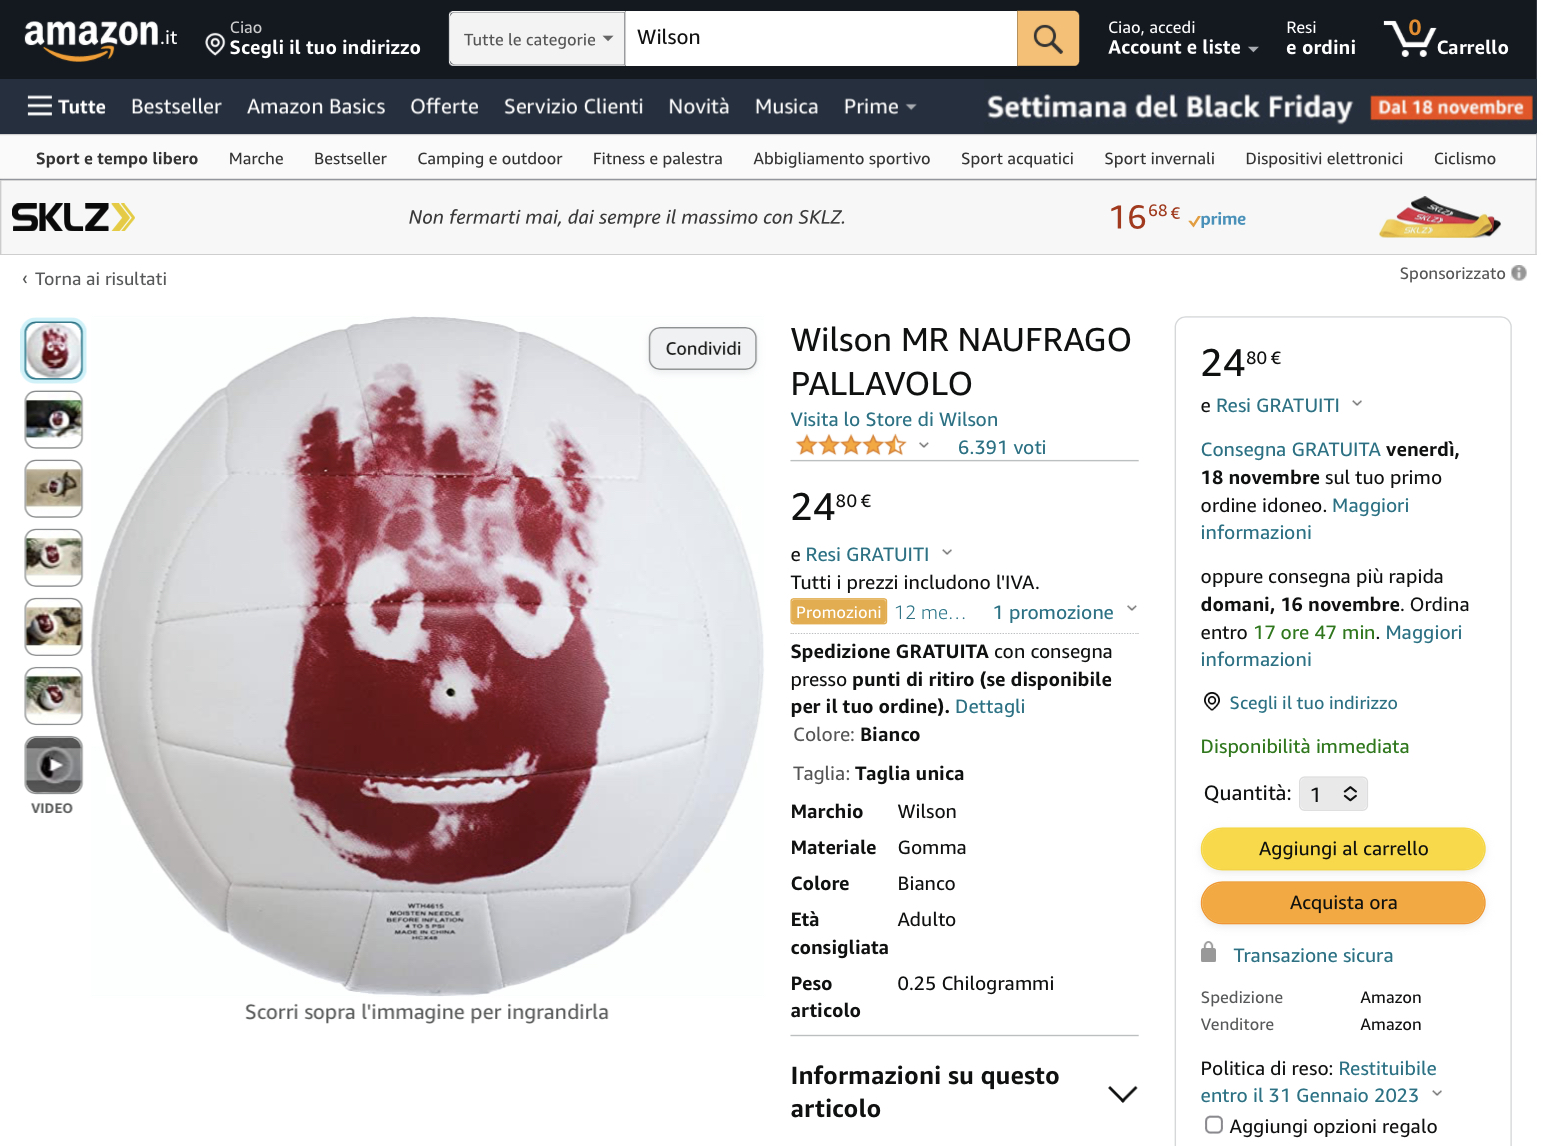 amazon.it
Ciao
Scegli il tuo indirizzo
Tutte le categorie
Wilson
Ciao, accedi
Account e liste
Resi
e ordini
0
Carrello
Tutte
Bestseller
Amazon Basics
Offerte
Servizio Clienti
Novità
Musica
Prime
Settimana del Black Friday
Dal 18 novembre
Sport e tempo libero
Marche
Bestseller
Camping e outdoor
Fitness e palestra
Abbigliamento sportivo
Sport acquatici
Sport invernali
Dispositivi elettronici
Ciclismo
SKLZ
Non fermarti mai, dai sempre il massimo con SKLZ.
16 68 €
prime
SKLZ
SKLZ
SKLZ
‹ Torna ai risultati
Sponsorizzato
VIDEO
Condividi
WTH4615
MOISTEN NEEDLE
BEFORE INFLATION
4 TO 5 PSI
MADE IN CHINA
HCX48
Scorri sopra l'immagine per ingrandirla
Wilson MR NAUFRAGO
PALLAVOLO
Visita lo Store di Wilson
6.391 voti
24 80 €
e Resi GRATUITI
Tutti i prezzi includono l'IVA.
Promozioni 12 me... 1 promozione
Spedizione GRATUITA con consegna
presso punti di ritiro (se disponibile
per il tuo ordine). Dettagli
Colore: Bianco
Taglia: Taglia unica
Marchio Wilson
Materiale Gomma
Colore Bianco
Età Adulto
consigliata
Peso 0.25 Chilogrammi
articolo
Informazioni su questo
articolo
24 80 €
e Resi GRATUITI
Consegna GRATUITA venerdì,
18 novembre sul tuo primo
ordine idoneo. Maggiori
informazioni
oppure consegna più rapida
domani, 16 novembre. Ordina
entro 17 ore 47 min. Maggiori
informazioni
Scegli il tuo indirizzo
Disponibilità immediata
Quantità: 1
Aggiungi al carrello
Acquista ora
Transazione sicura
Spedizione Amazon
Venditore Amazon
Politica di reso: Restituibile
entro il 31 Gennaio 2023
Aggiungi opzioni regalo